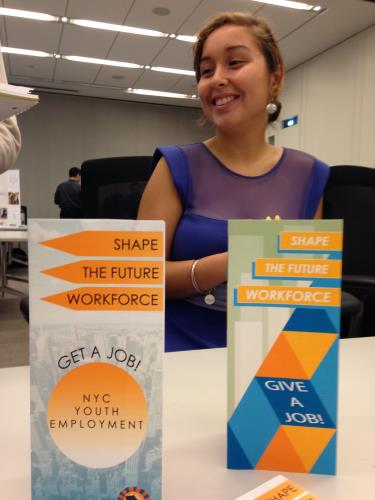 SHAPE
THE FUTURE
WORKFORCE
GET A JOB!
NYC
YOUTH
EMPLOYMENT
SHAPE
THE FUTURE
WORKFORCE
GIVE
A
JOB!
SHAPE